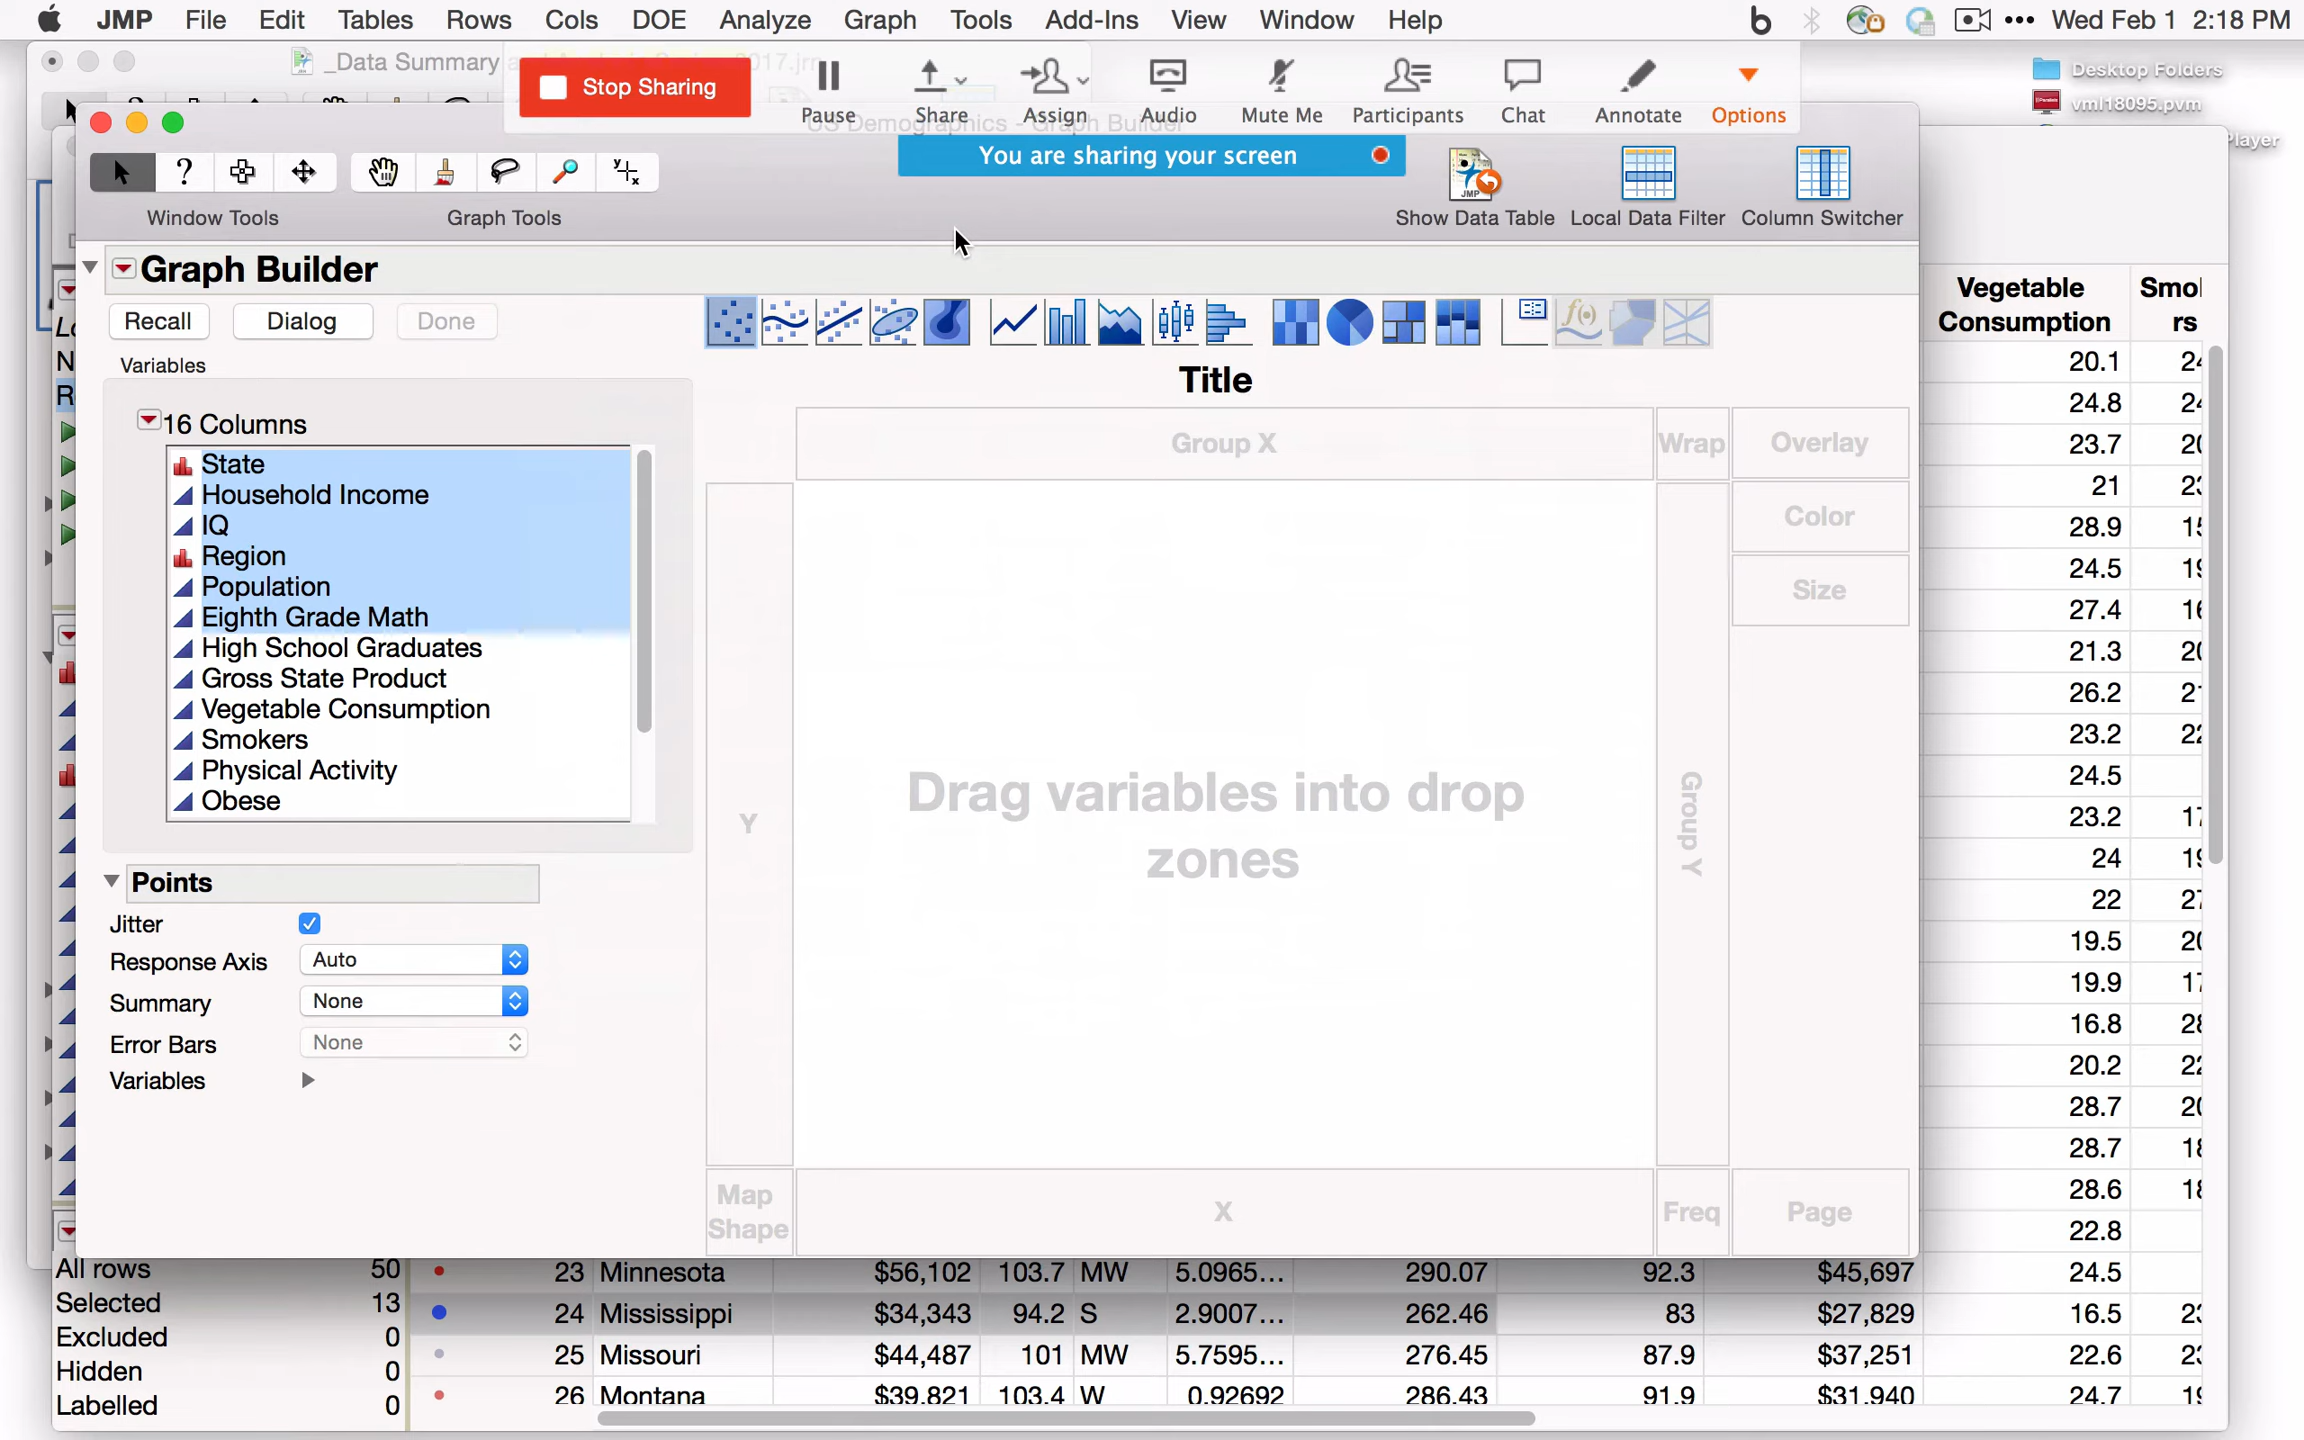 JMP File Edit Tables Rows Cols DOE Analyze Graph Tools Add-Ins View Window Help Wed Feb 1 2:18 PM
_Data Summary 2017.jrn
Stop Sharing
Pause Share Assign Audio Mute Me Participants Chat Annotate Options
US Demographics - Graph Builder
You are sharing your screen
Desktop Folders
vml18095.pvm
Player
Window Tools Graph Tools
Show Data Table Local Data Filter Column Switcher
Graph Builder
Recall Dialog Done
Variables
16 Columns
State
Household Income
IQ
Region
Population
Eighth Grade Math
High School Graduates
Gross State Product
Vegetable Consumption
Smokers
Physical Activity
Obese
Points
Jitter
Response Axis Auto
Summary None
Error Bars None
Variables
Title
Group X Wrap Overlay
Color
Size
Y
Drag variables into drop
zones
Group Y
Map
Shape
X
Freq
Page
Vegetable Smol
Consumption rs
20.1
24.8
23.7
21
28.9
24.5
27.4
21.3
26.2
23.2
24.5
23.2
24
22
19.5
19.9
16.8
20.2
28.7
28.7
28.6
22.8
All rows 50
Selected 13
Excluded 0
Hidden 0
Labelled 0
23 Minnesota $56,102 103.7 MW 5.0965... 290.07 92.3 $45,697 24.5
24 Mississippi $34,343 94.2 S 2.9007... 262.46 83 $27,829 16.5
25 Missouri $44,487 101 MW 5.7595... 276.45 87.9 $37,251 22.6
26 Montana $39,821 103.4 W 0.92692 286.43 91.9 $31,940 24.7